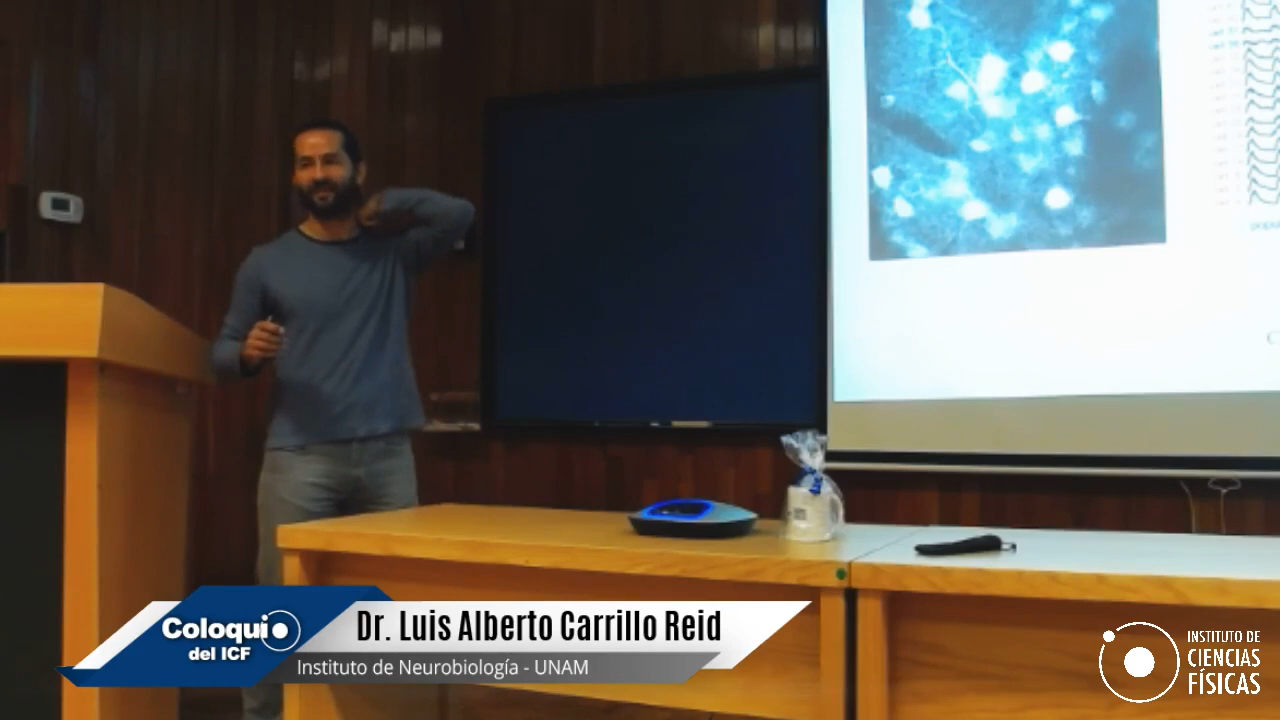 Coloquio
del ICF
Dr. Luis Alberto Carrillo Reid
Instituto de Neurobiología - UNAM
INSTITUTO DE
CIENCIAS
FÍSICAS